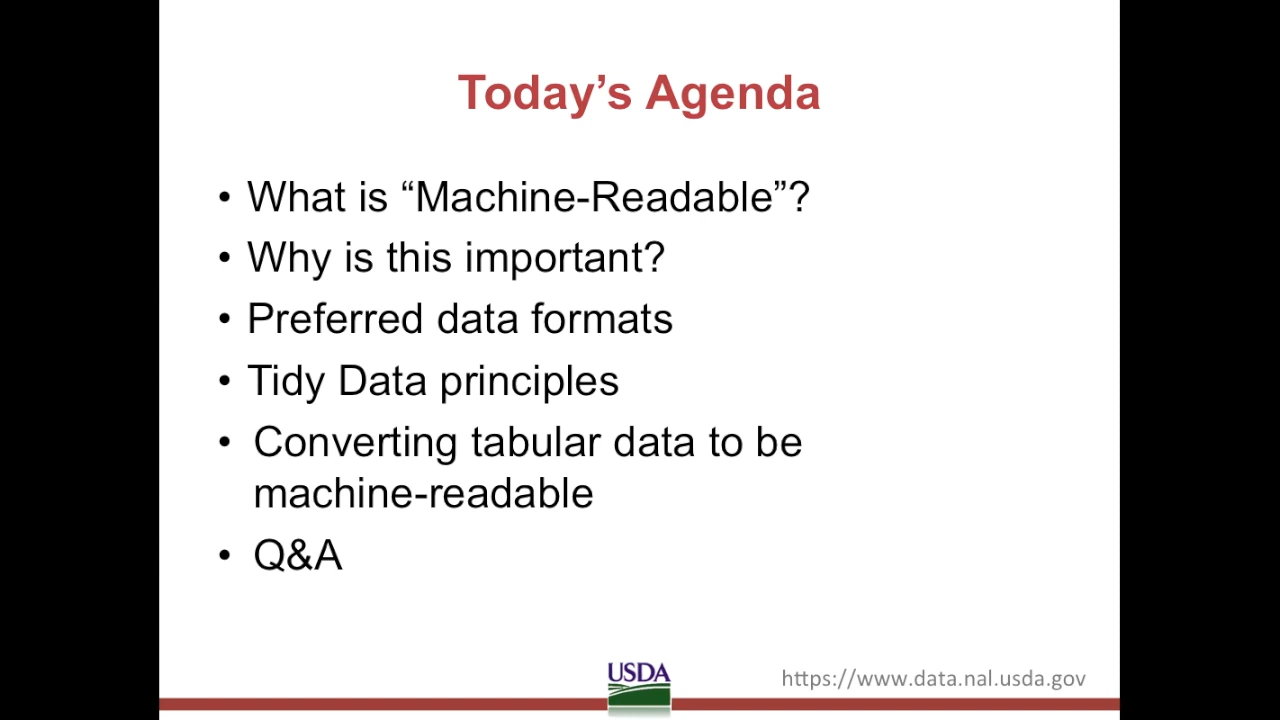 Today’s Agenda
• What is “Machine-Readable”?
• Why is this important?
• Preferred data formats
• Tidy Data principles
• Converting tabular data to be
machine-readable
• Q&A
USDA
https://www.data.nal.usda.gov